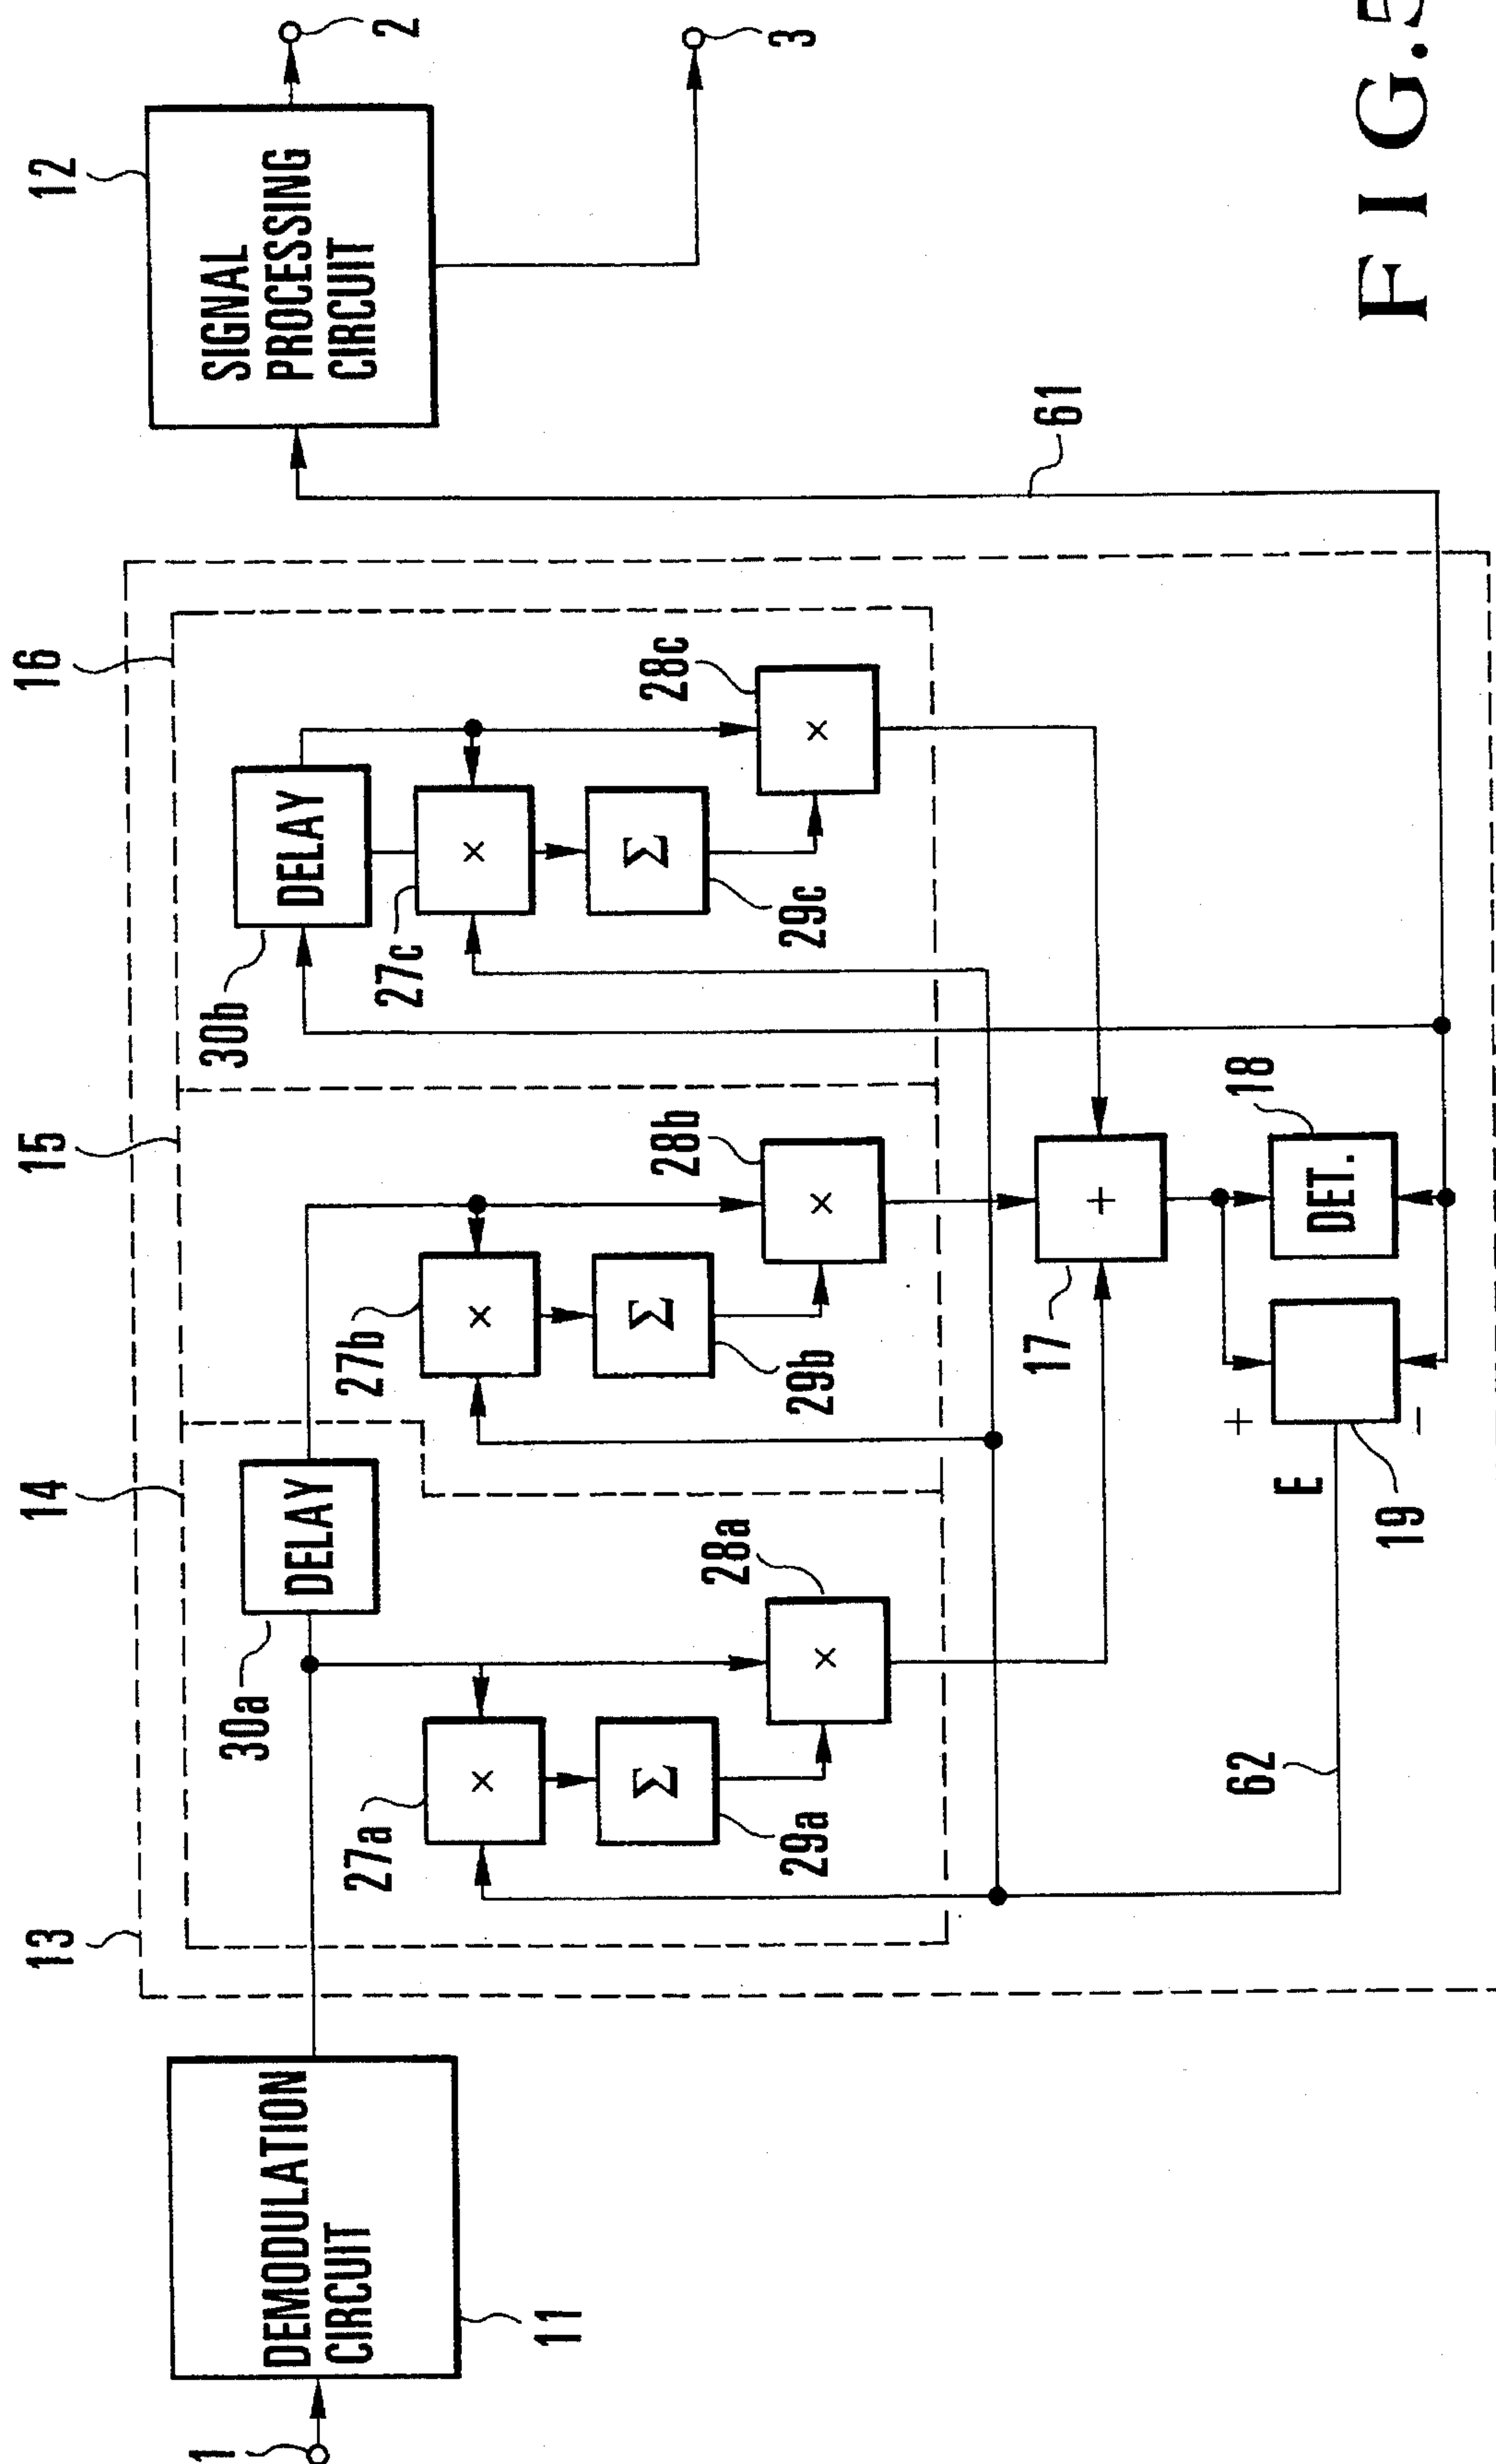 13
14
15
16
12
SIGNAL
PROCESSING
CIRCUIT
2
3
1
DEMODULATION
CIRCUIT
11
30a
DELAY
30b
DELAY
27a
×
27b
×
27c
×
29a
Σ
29b
Σ
29c
Σ
28a
×
28b
×
28c
×
17
+
18
DET.
+
−
19
E
62
61
FIG.5